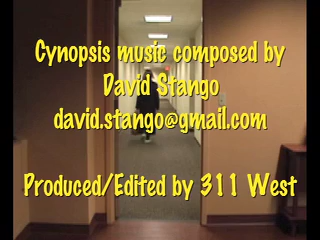 Cynopsis music composed by
David Stango
david.stango@gmail.com
Produced/Edited by 311 West